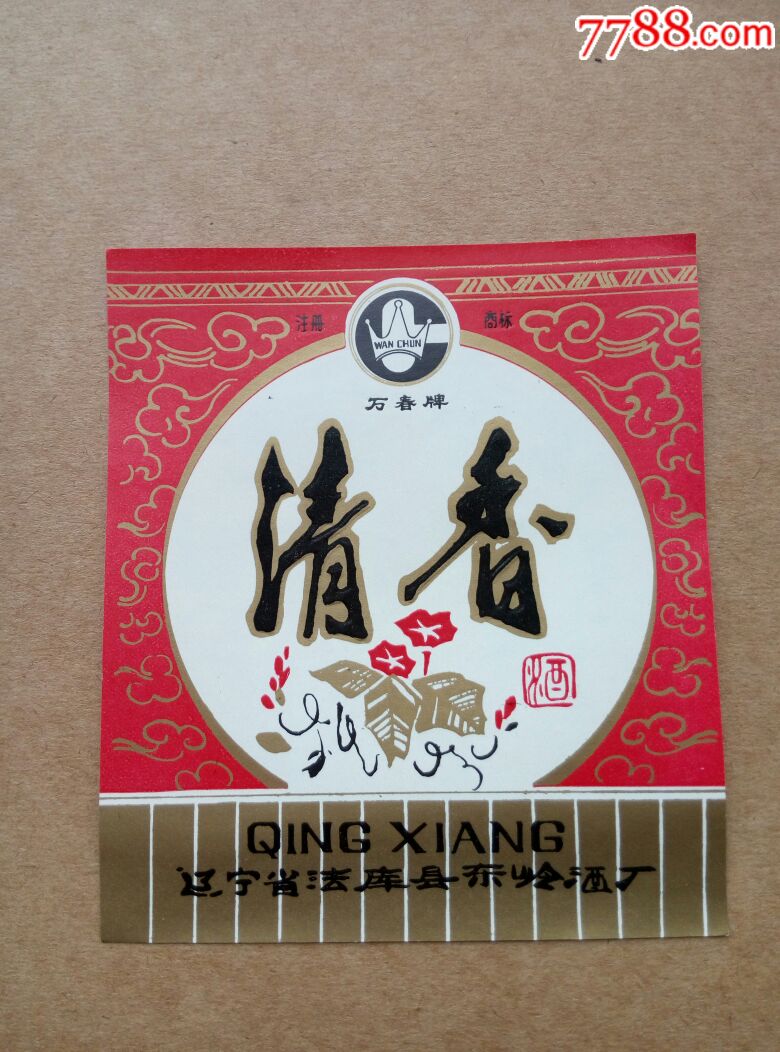 7788.com
注册 商标
WAN CHUN
万春牌
清香
酒
QING XIANG
辽宁省法库县东岭酒厂